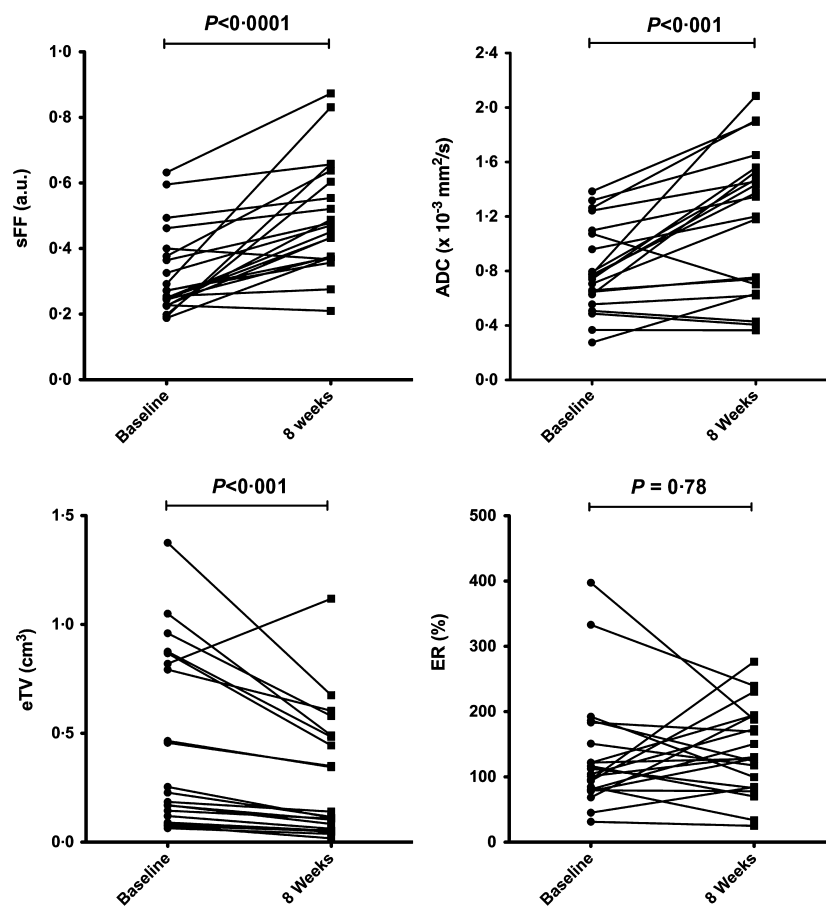 P<0·0001
1·0
0·8
0·6
0·4
0·2
0·0
sFF (a.u.)
Baseline
8 weeks
P<0·001
2·4
2·0
1·6
1·2
0·8
0·4
0·0
ADC (x 10⁻³ mm²/s)
Baseline
8 Weeks
P<0·001
1·5
1·0
0·5
0·0
eTV (cm³)
Baseline
8 Weeks
P = 0·78
500
400
300
200
100
0
ER (%)
Baseline
8 Weeks